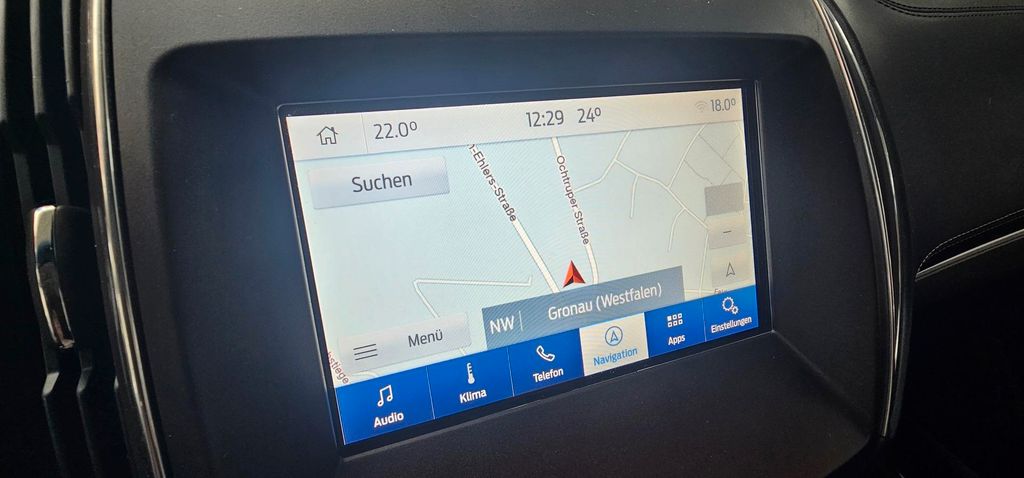 22.0°
12:29 24°
18.0°
Suchen
-Ehlers-Straße
Ochtruper Straße
−
NW
Gronau (Westfalen)
Menü
Audio
Klima
Telefon
Navigation
Apps
Einstellungen